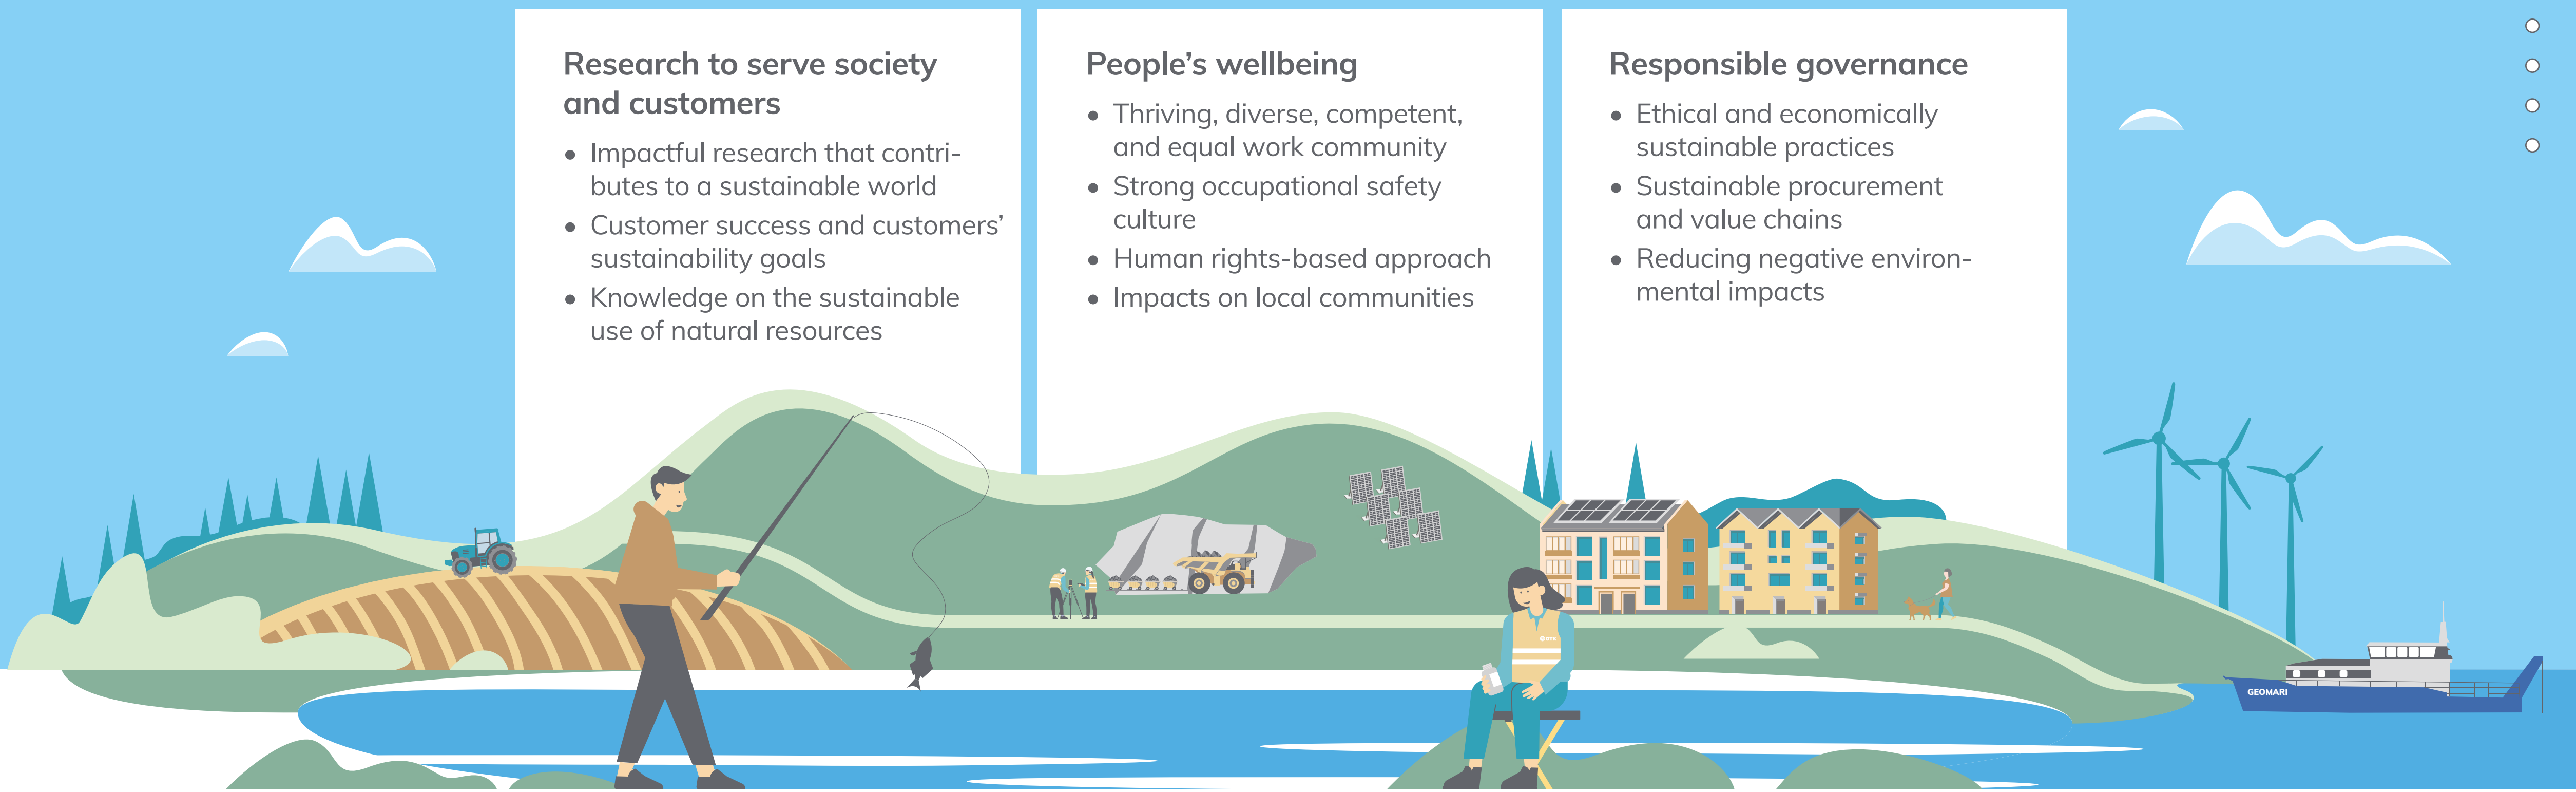 Research to serve society
and customers
• Impactful research that contri-
butes to a sustainable world
• Customer success and customers’
sustainability goals
• Knowledge on the sustainable
use of natural resources
People’s wellbeing
• Thriving, diverse, competent,
and equal work community
• Strong occupational safety
culture
• Human rights-based approach
• Impacts on local communities
Responsible governance
• Ethical and economically
sustainable practices
• Sustainable procurement
and value chains
• Reducing negative environ-
mental impacts
GTK
GEOMARI